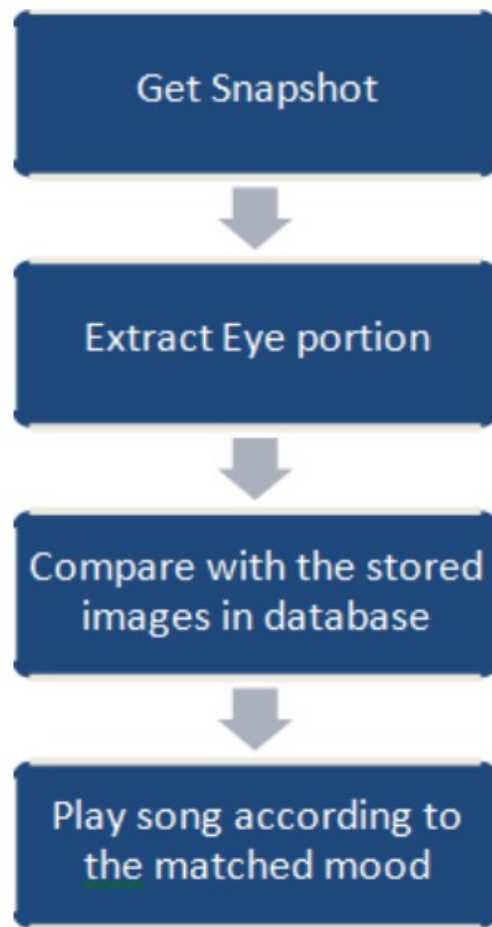 Get Snapshot
Extract Eye portion
Compare with the stored
images in database
Play song according to
the matched mood